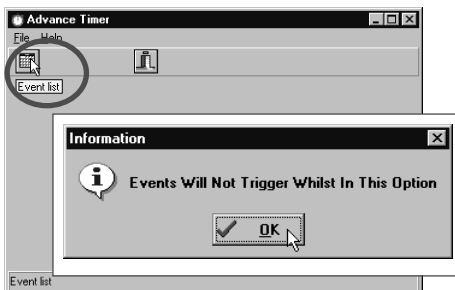 Advance Timer
File Help
Event list
Information
Events Will Not Trigger Whilst In This Option
OK
Event list